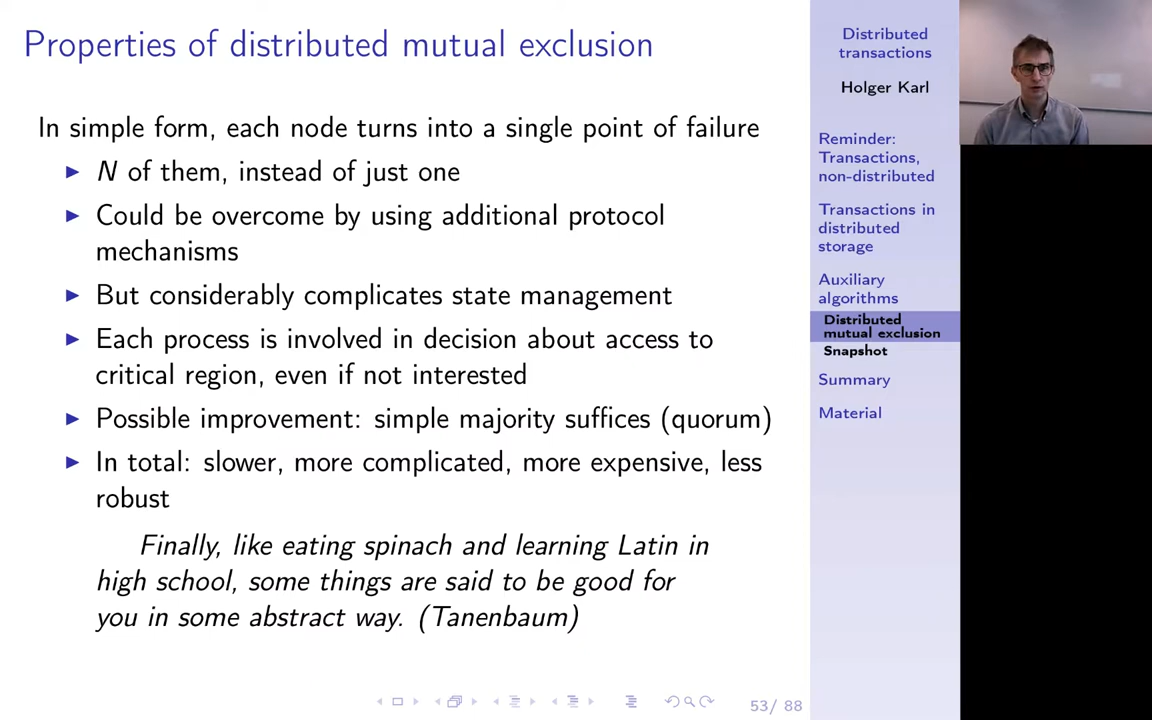 Properties of distributed mutual exclusion
In simple form, each node turns into a single point of failure
▶ N of them, instead of just one
▶ Could be overcome by using additional protocol
mechanisms
▶ But considerably complicates state management
▶ Each process is involved in decision about access to
critical region, even if not interested
▶ Possible improvement: simple majority suffices (quorum)
▶ In total: slower, more complicated, more expensive, less
robust
Finally, like eating spinach and learning Latin in
high school, some things are said to be good for
you in some abstract way. (Tanenbaum)
53/ 88
Distributed
transactions
Holger Karl
Reminder:
Transactions,
non-distributed
Transactions in
distributed
storage
Auxiliary
algorithms
Distributed
mutual exclusion
Snapshot
Summary
Material